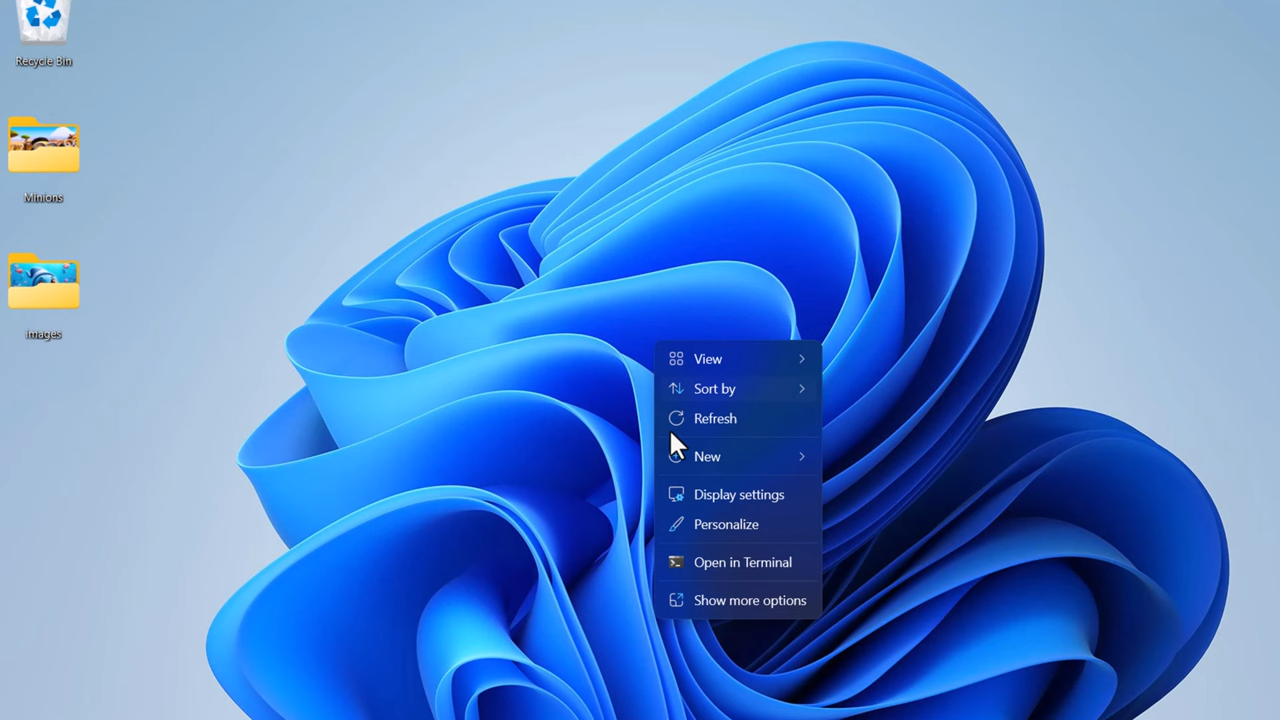 Recycle Bin
Minions
images
View
Sort by
Refresh
New
Display settings
Personalize
Open in Terminal
Show more options